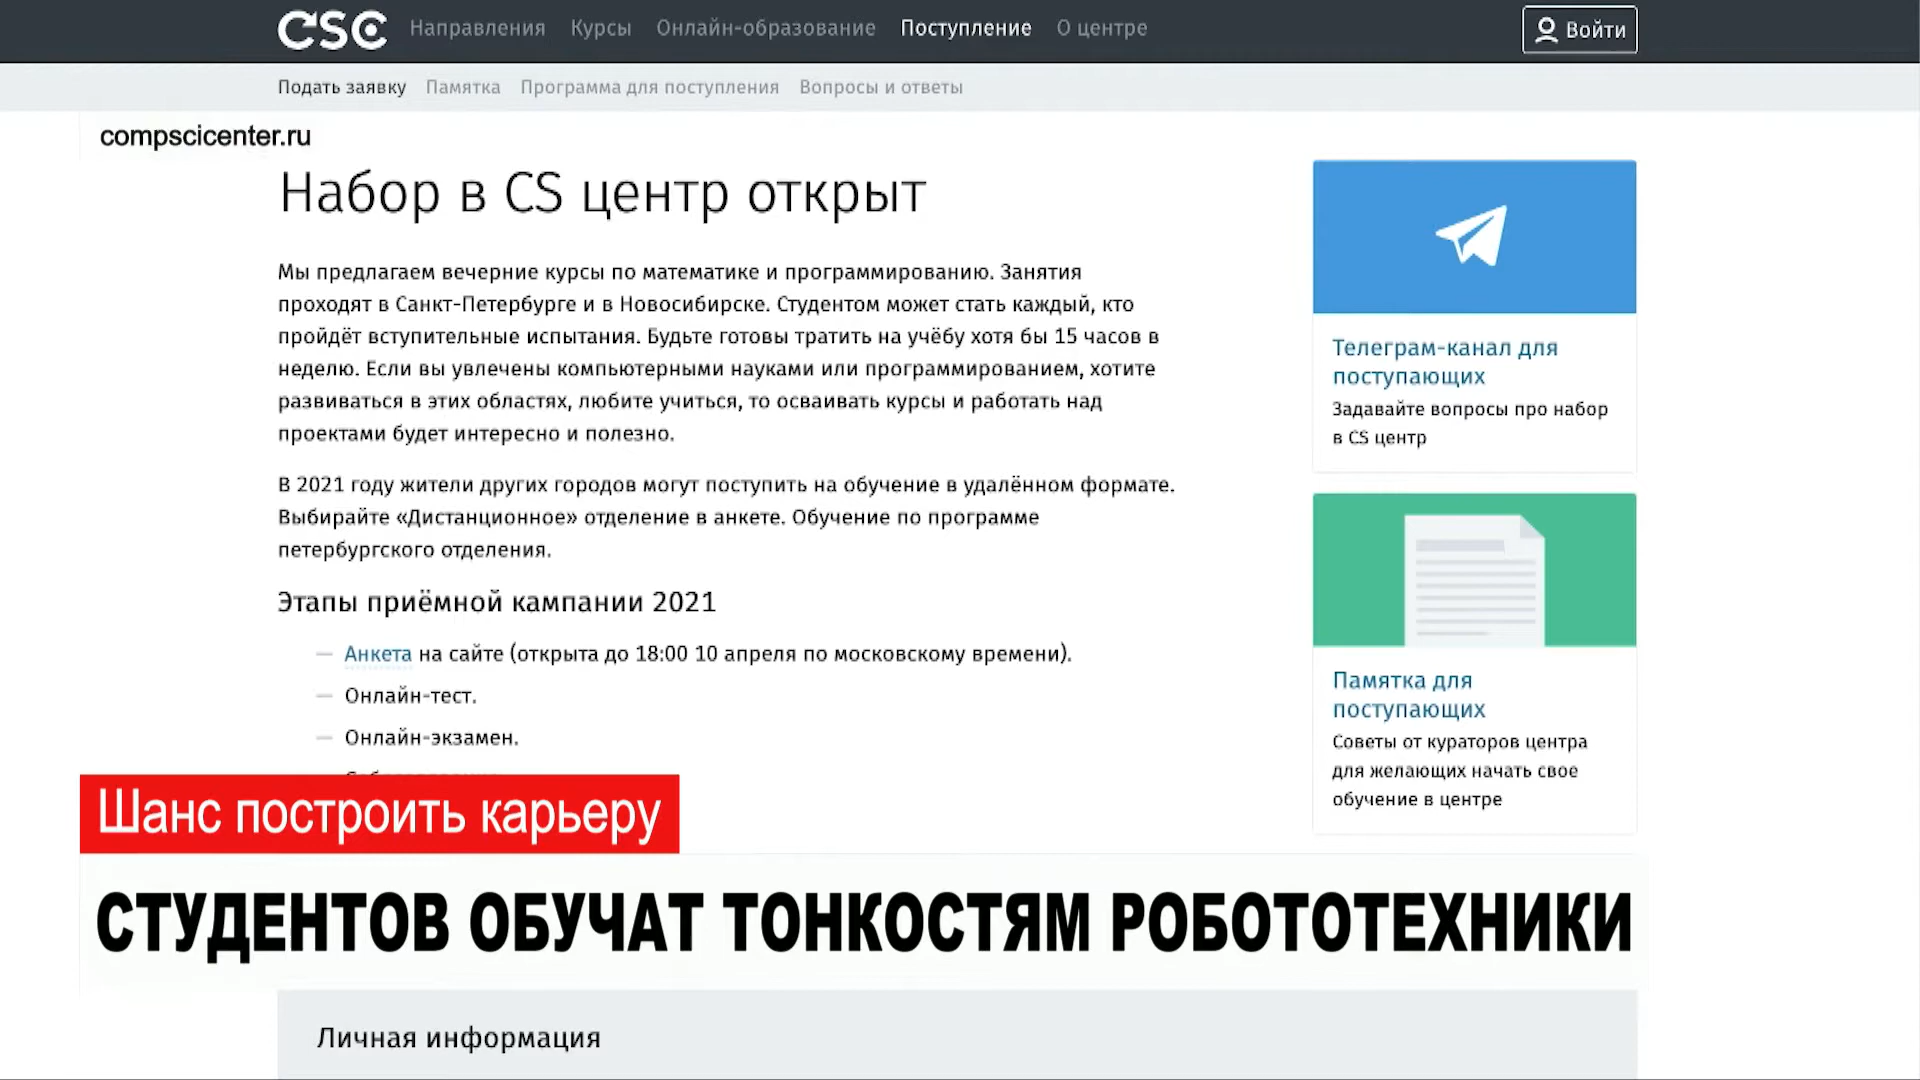 CSC Направления Курсы Онлайн-образование Поступление О центре Войти
Подать заявку Памятка Программа для поступления Вопросы и ответы
compscicenter.ru
Набор в CS центр открыт
Мы предлагаем вечерние курсы по математике и программированию. Занятия
проходят в Санкт-Петербурге и в Новосибирске. Студентом может стать каждый, кто
пройдёт вступительные испытания. Будьте готовы тратить на учёбу хотя бы 15 часов в
неделю. Если вы увлечены компьютерными науками или программированием, хотите
развиваться в этих областях, любите учиться, то осваивать курсы и работать над
проектами будет интересно и полезно.
В 2021 году жители других городов могут поступить на обучение в удалённом формате.
Выбирайте «Дистанционное» отделение в анкете. Обучение по программе
петербургского отделения.
Этапы приёмной кампании 2021
— Анкета на сайте (открыта до 18:00 10 апреля по московскому времени).
— Онлайн-тест.
— Онлайн-экзамен.
Телеграм-канал для
поступающих
Задавайте вопросы про набор
в CS центр
Памятка для
поступающих
Советы от кураторов центра
для желающих начать свое
обучение в центре
Шанс построить карьеру
СТУДЕНТОВ ОБУЧАТ ТОНКОСТЯМ РОБОТОТЕХНИКИ
Личная информация